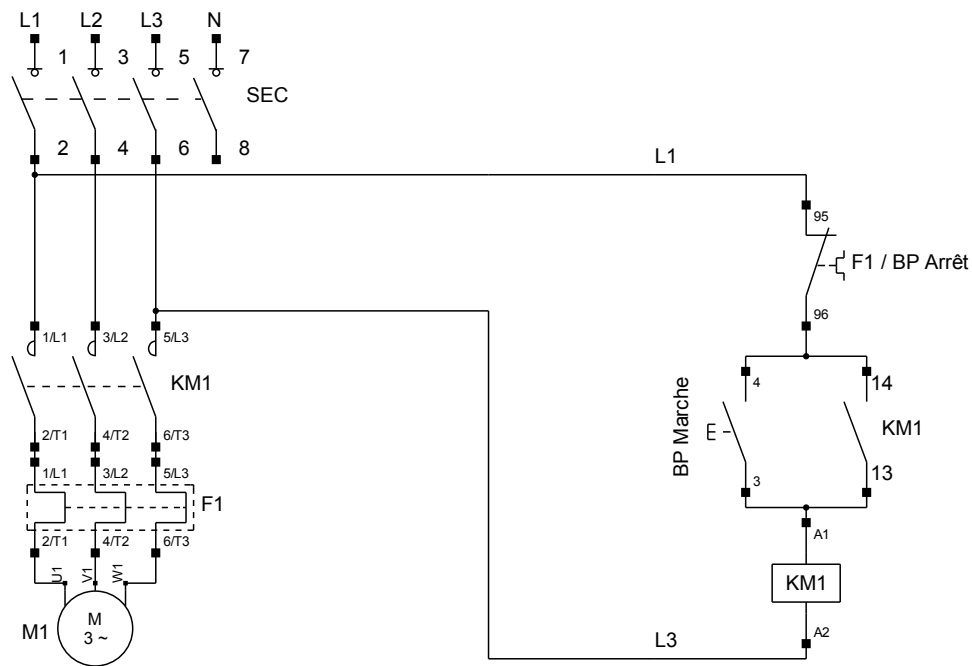 L1 L2 L3 N
1 3 5 7
SEC
2 4 6 8
L1
95
F1 / BP Arrêt
96
1/L1 3/L2 5/L3
KM1
4 14
BP Marche
KM1
3 13
2/T1 4/T2 6/T3
1/L1 3/L2 5/L3
F1
2/T1 4/T2 6/T3
A1
U1 V1 W1
KM1
M1
M
3 ~
A2
L3